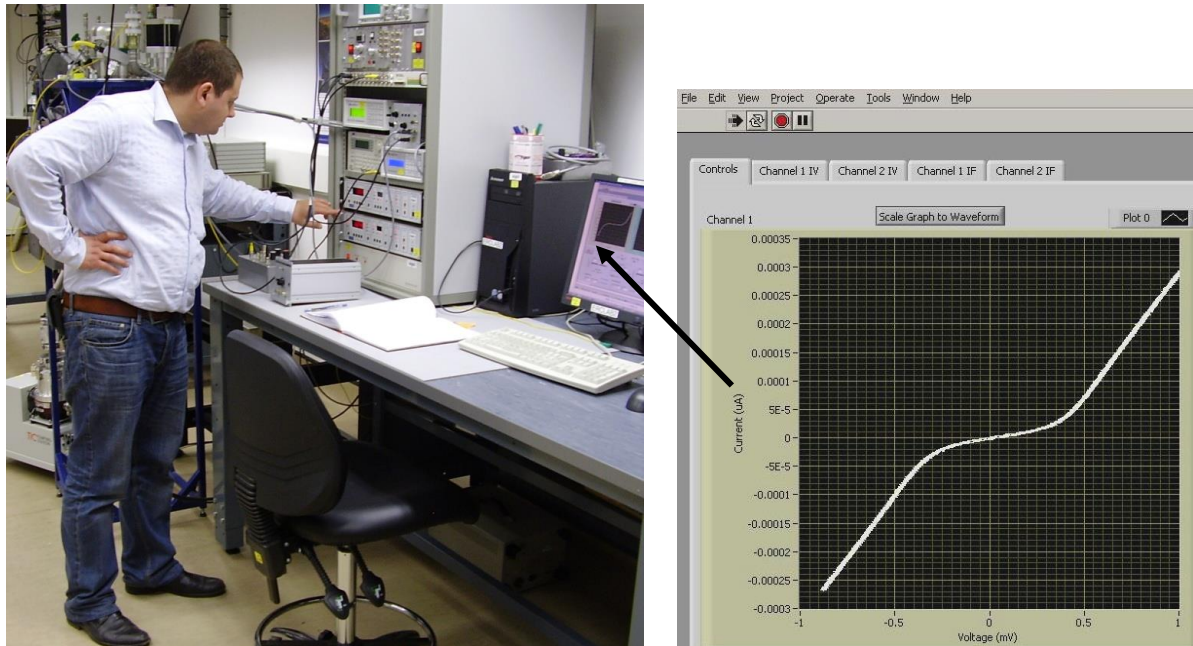 File Edit View Project Operate Tools Window Help
Controls Channel 1 IV Channel 2 IV Channel 1 IF Channel 2 IF
Channel 1 Scale Graph to Waveform Plot 0
0.00035
0.0003
0.00025
0.0002
0.00015
0.0001
5E-5
0
-5E-5
-0.0001
-0.00015
-0.0002
-0.00025
-0.0003
Current (uA)
-1 -0.5 0 0.5 1
Voltage (mV)